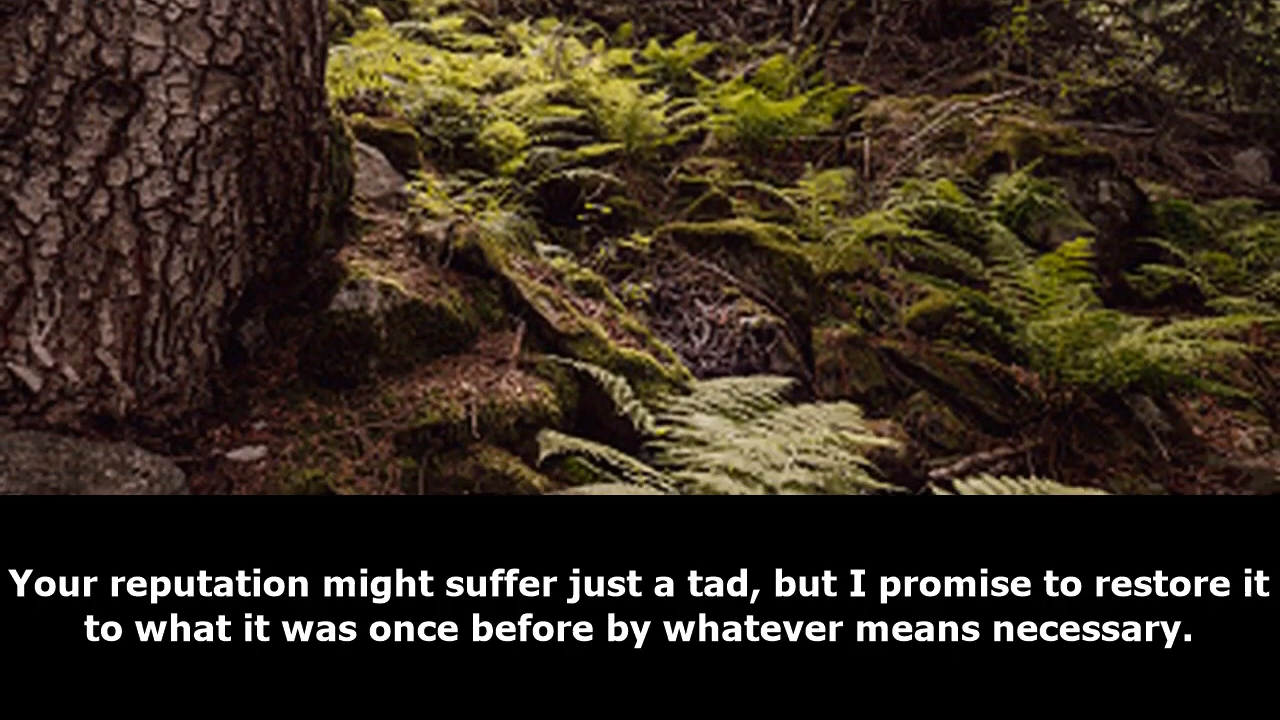 Your reputation might suffer just a tad, but I promise to restore it
to what it was once before by whatever means necessary.